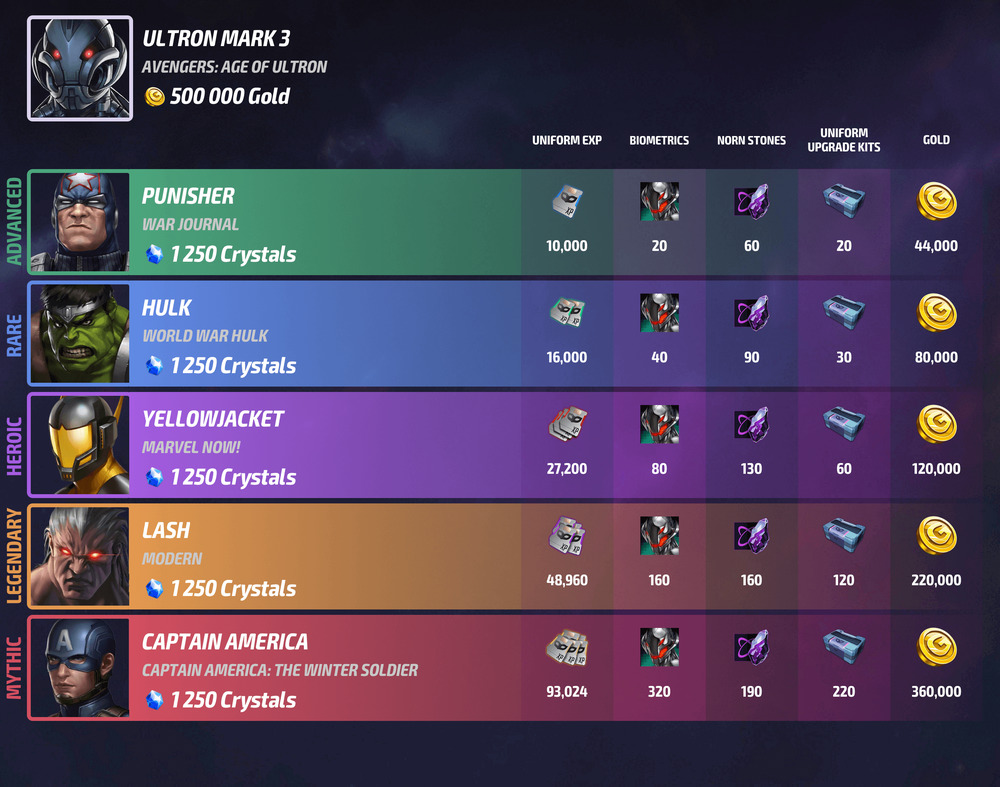 ULTRON MARK 3
AVENGERS: AGE OF ULTRON
500 000 Gold
UNIFORM EXP BIOMETRICS NORN STONES UNIFORM UPGRADE KITS GOLD
ADVANCED
PUNISHER
WAR JOURNAL
1 250 Crystals
10,000 20 60 20 44,000
RARE
HULK
WORLD WAR HULK
1 250 Crystals
16,000 40 90 30 80,000
HEROIC
YELLOWJACKET
MARVEL NOW!
1 250 Crystals
27,200 80 130 60 120,000
LEGENDARY
LASH
MODERN
1 250 Crystals
48,960 160 160 120 220,000
MYTHIC
CAPTAIN AMERICA
CAPTAIN AMERICA: THE WINTER SOLDIER
1 250 Crystals
93,024 320 190 220 360,000